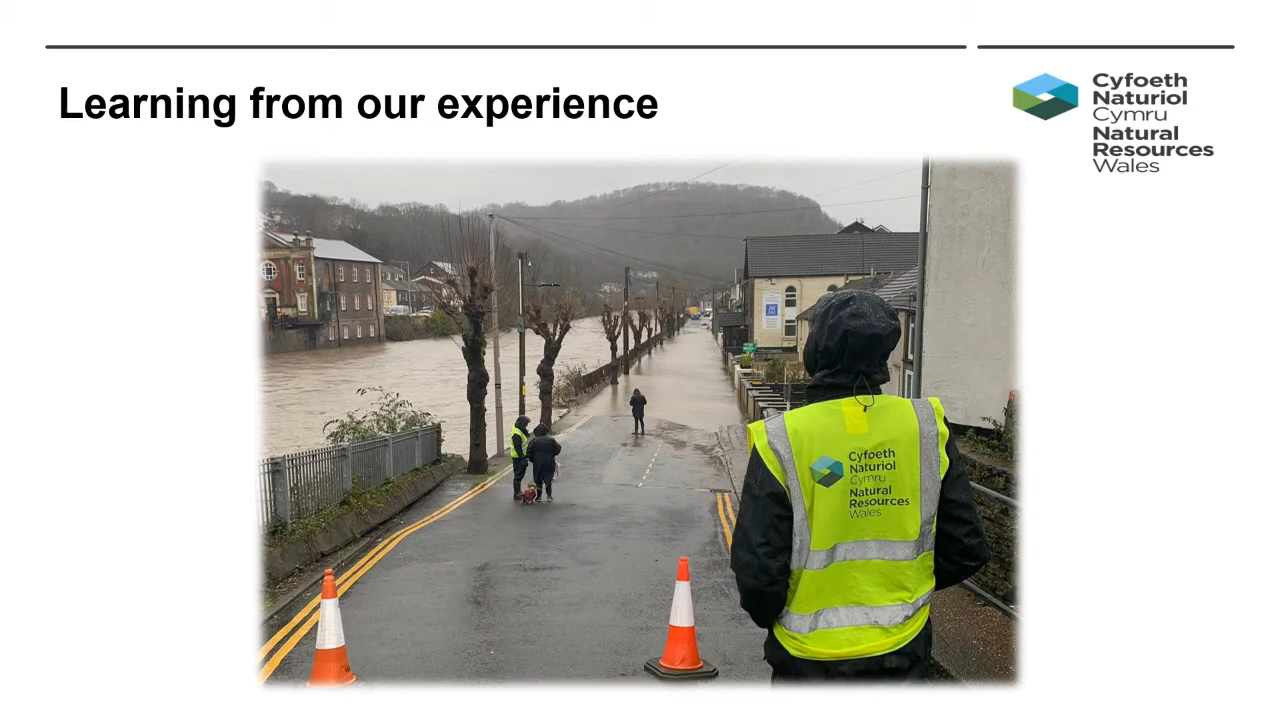 Learning from our experience
Cyfoeth
Naturiol
Cymru
Natural
Resources
Wales
Cyfoeth
Naturiol
Cymru
Natural
Resources
Wales